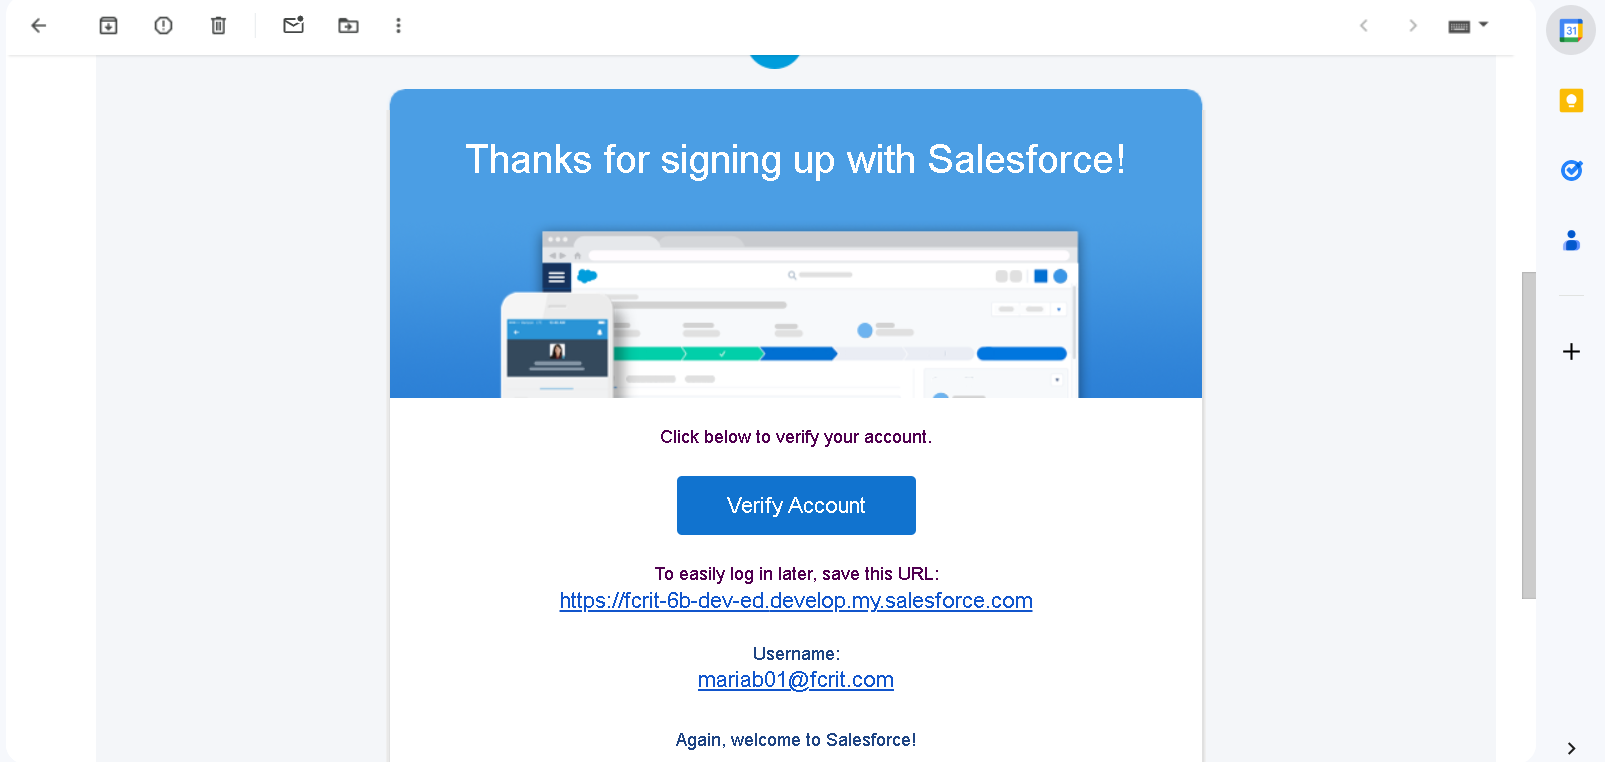 31
Thanks for signing up with Salesforce!
Click below to verify your account.
Verify Account
To easily log in later, save this URL:
https://fcrit-6b-dev-ed.develop.my.salesforce.com
Username:
mariab01@fcrit.com
Again, welcome to Salesforce!